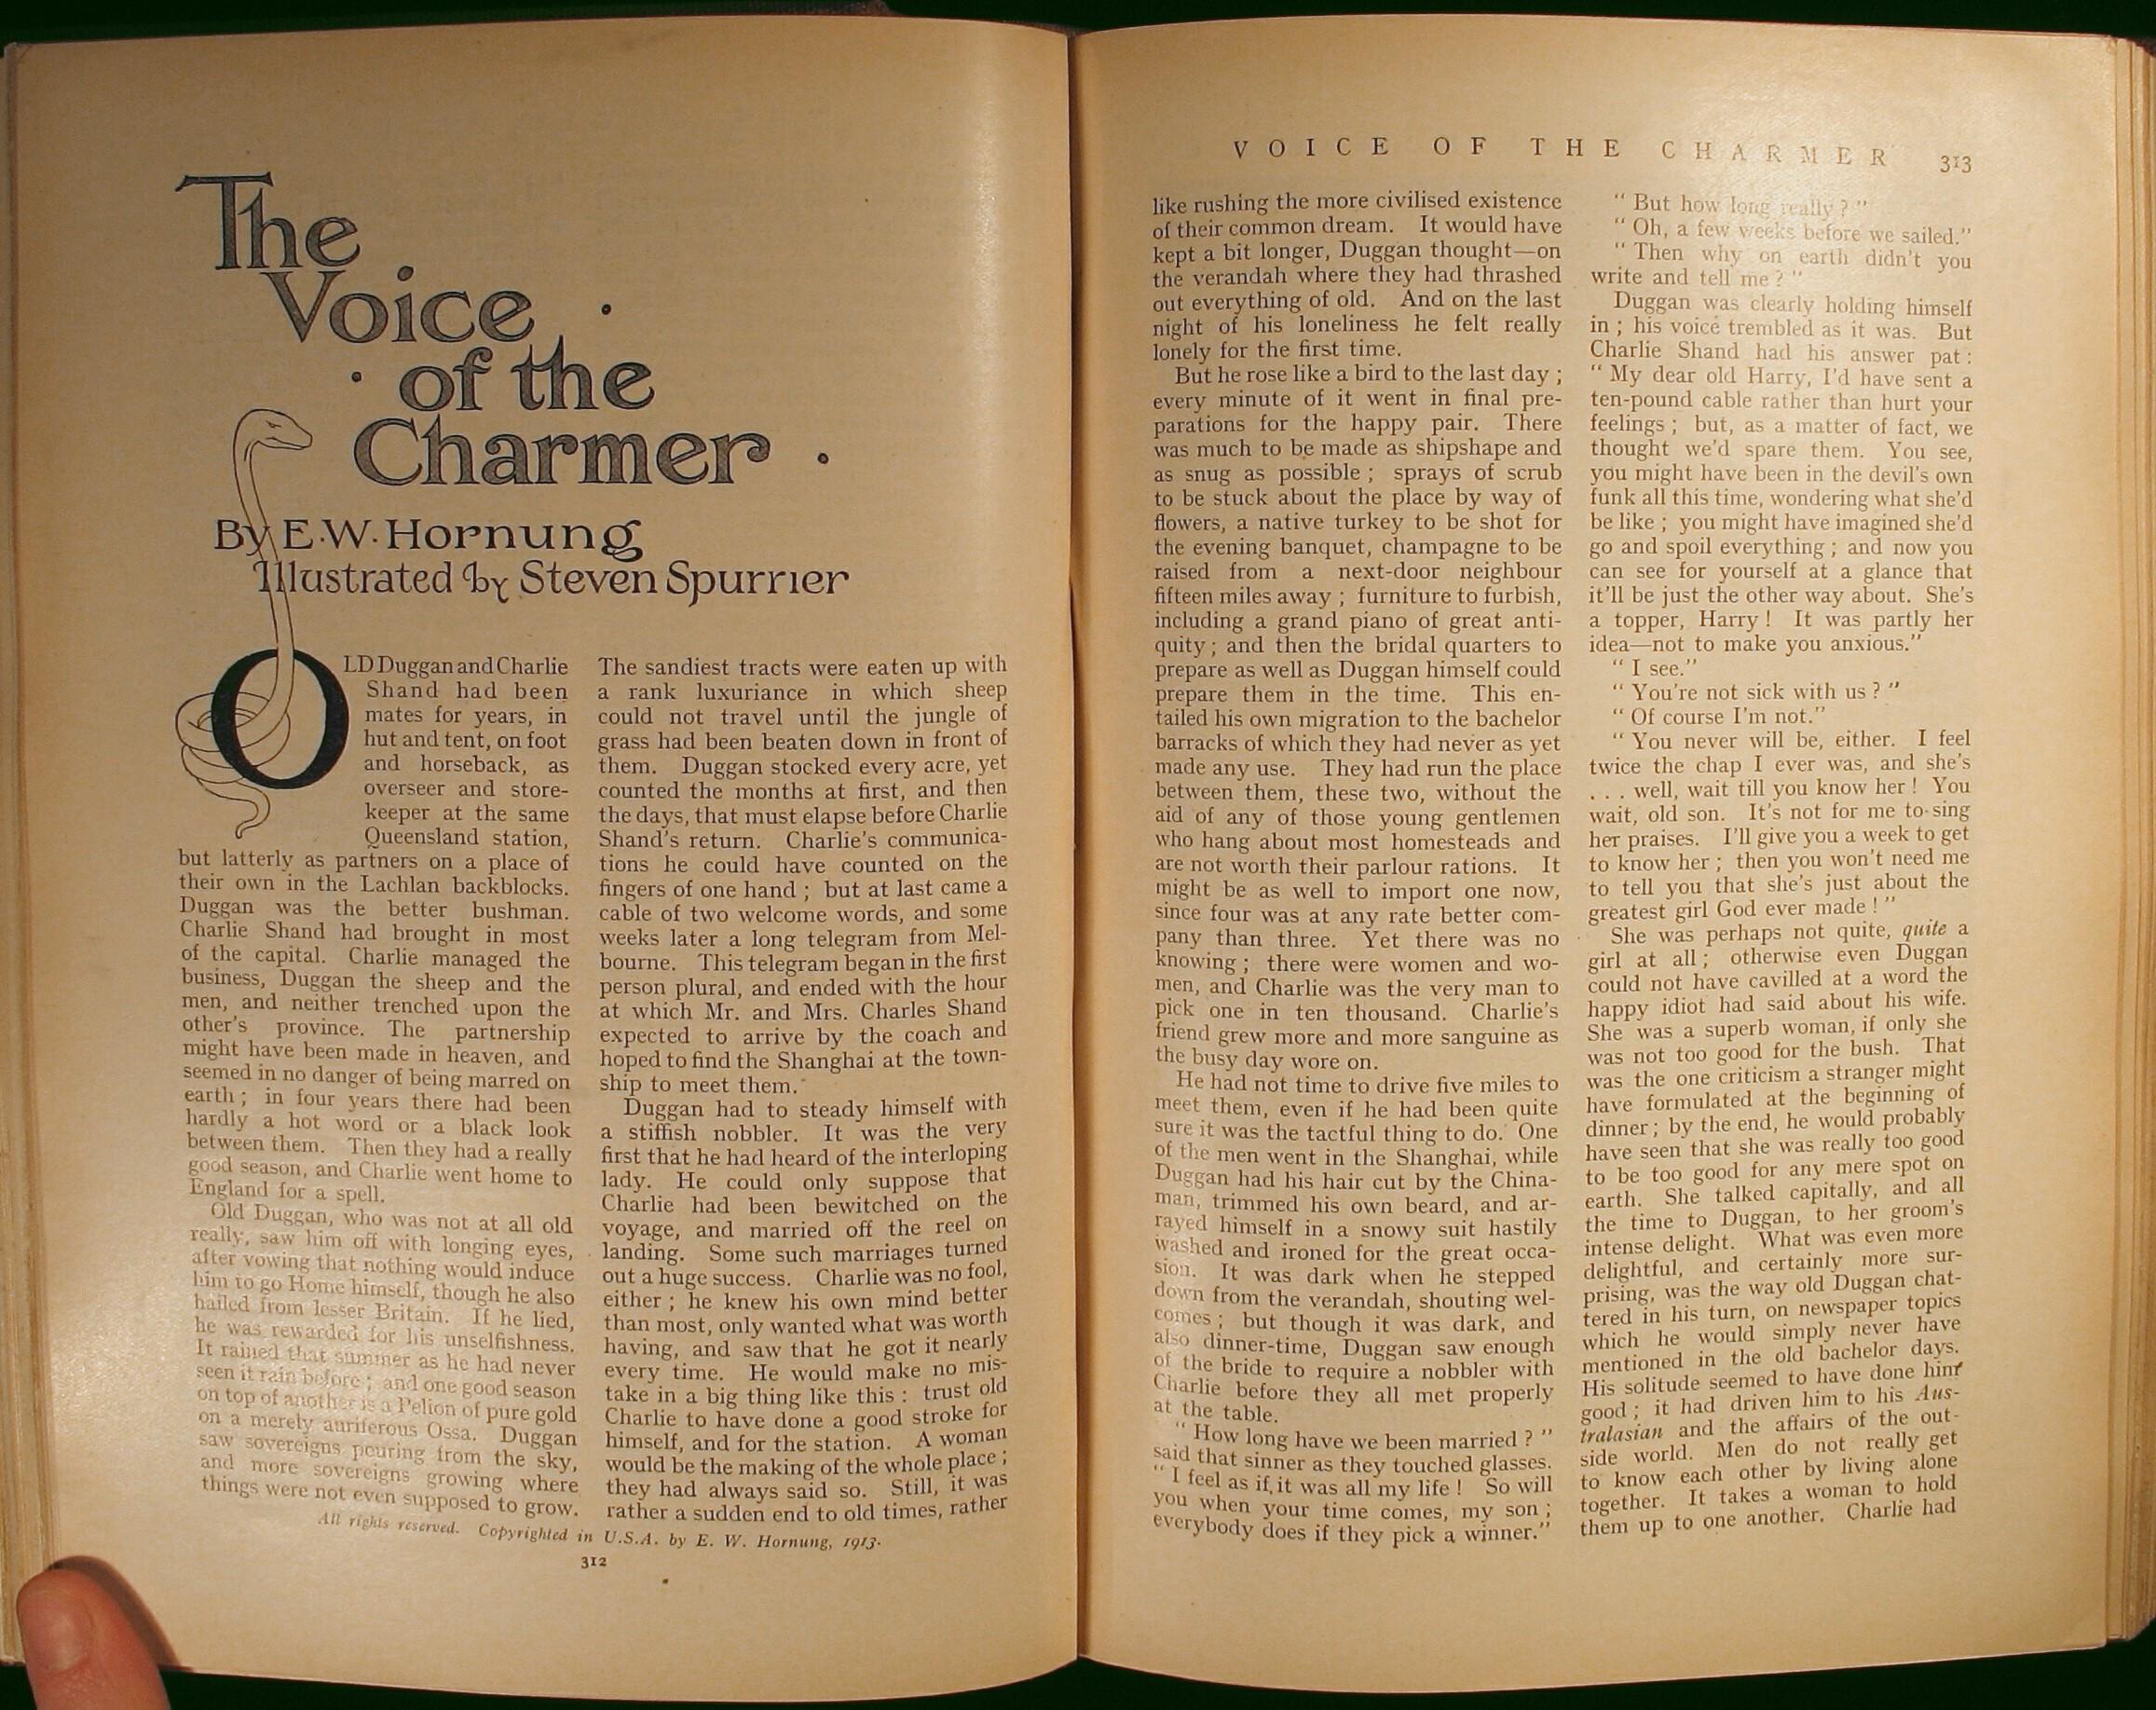 The
Voice
of the
Charmer
By E. W. Hornung
Illustrated by Steven Spurrier
OLD Duggan and Charlie
Shand had been
mates for years, in
hut and tent, on foot
and horseback, as
overseer and store-
keeper at the same
Queensland station,
but latterly as partners on a place of
their own in the Lachlan backblocks.
Duggan was the better bushman.
Charlie Shand had brought in most
of the capital. Charlie managed the
business, Duggan the sheep and the
men, and neither trenched upon the
other's province. The partnership
might have been made in heaven, and
seemed in no danger of being marred on
earth; in four years there had been
hardly a hot word or a black look
between them. Then they had a really
good season, and Charlie went home to
England for a spell.
Old Duggan, who was not at all old
really, saw him off with longing eyes,
after vowing that nothing would induce
him to go Home himself, though he also
hailed from lesser Britain. If he lied,
he was rewarded for his unselfishness.
It rained that summer as he had never
seen it rain before; and one good season
on top of another is a Pelion of pure gold
on a merely auriferous Ossa. Duggan
saw sovereigns pouring from the sky,
and more sovereigns growing where
things were not even supposed to grow.
The sandiest tracts were eaten up with
a rank luxuriance in which sheep
could not travel until the jungle of
grass had been beaten down in front of
them. Duggan stocked every acre, yet
counted the months at first, and then
the days, that must elapse before Charlie
Shand's return. Charlie's communica-
tions he could have counted on the
fingers of one hand; but at last came a
cable of two welcome words, and some
weeks later a long telegram from Mel-
bourne. This telegram began in the first
person plural, and ended with the hour
at which Mr. and Mrs. Charles Shand
expected to arrive by the coach and
hoped to find the Shanghai at the town-
ship to meet them.
Duggan had to steady himself with
a stiffish nobbler. It was the very
first that he had heard of the interloping
lady. He could only suppose that
Charlie had been bewitched on the
voyage, and married off the reel on
landing. Some such marriages turned
out a huge success. Charlie was no fool,
either; he knew his own mind better
than most, only wanted what was worth
having, and saw that he got it nearly
every time. He would make no mis-
take in a big thing like this: trust old
Charlie to have done a good stroke for
himself, and for the station. A woman
would be the making of the whole place;
they had always said so. Still, it was
rather a sudden end to old times, rather
All rights reserved. Copyrighted in U.S.A. by E. W. Hornung, 1913.
312
VOICE OF THE CHARMER 313
like rushing the more civilised existence
of their common dream. It would have
kept a bit longer, Duggan thought—on
the verandah where they had thrashed
out everything of old. And on the last
night of his loneliness he felt really
lonely for the first time.
But he rose like a bird to the last day;
every minute of it went in final pre-
parations for the happy pair. There
was much to be made as shipshape and
as snug as possible; sprays of scrub
to be stuck about the place by way of
flowers, a native turkey to be shot for
the evening banquet, champagne to be
raised from a next-door neighbour
fifteen miles away; furniture to furbish,
including a grand piano of great anti-
quity; and then the bridal quarters to
prepare as well as Duggan himself could
prepare them in the time. This en-
tailed his own migration to the bachelor
barracks of which they had never as yet
made any use. They had run the place
between them, these two, without the
aid of any of those young gentlemen
who hang about most homesteads and
are not worth their parlour rations. It
might be as well to import one now,
since four was at any rate better com-
pany than three. Yet there was no
knowing; there were women and wo-
men, and Charlie was the very man to
pick one in ten thousand. Charlie's
friend grew more and more sanguine as
the busy day wore on.
He had not time to drive five miles to
meet them, even if he had been quite
sure it was the tactful thing to do. One
of the men went in the Shanghai, while
Duggan had his hair cut by the China-
man, trimmed his own beard, and ar-
rayed himself in a snowy suit hastily
washed and ironed for the great occa-
sion. It was dark when he stepped
down from the verandah, shouting wel-
comes; but though it was dark, and
also dinner-time, Duggan saw enough
of the bride to require a nobbler with
Charlie before they all met properly
at the table.
"How long have we been married?"
said that sinner as they touched glasses.
"I feel as if it was all my life! So will
you when your time comes, my son;
everybody does if they pick a winner."
"But how long really?"
"Oh, a few weeks before we sailed."
"Then why on earth didn't you
write and tell me?"
Duggan was clearly holding himself
in; his voice trembled as it was. But
Charlie Shand had his answer pat:
"My dear old Harry, I'd have sent a
ten-pound cable rather than hurt your
feelings; but, as a matter of fact, we
thought we'd spare them. You see,
you might have been in the devil's own
funk all this time, wondering what she'd
be like; you might have imagined she'd
go and spoil everything; and now you
can see for yourself at a glance that
it'll be just the other way about. She's
a topper, Harry! It was partly her
idea—not to make you anxious."
"I see."
"You're not sick with us?"
"Of course I'm not."
"You never will be, either. I feel
twice the chap I ever was, and she's
. . . well, wait till you know her! You
wait, old son. It's not for me to sing
her praises. I'll give you a week to get
to know her; then you won't need me
to tell you that she's just about the
greatest girl God ever made!"
She was perhaps not quite, quite a
girl at all; otherwise even Duggan
could not have cavilled at a word the
happy idiot had said about his wife.
She was a superb woman, if only she
was not too good for the bush. That
was the one criticism a stranger might
have formulated at the beginning of
dinner; by the end, he would probably
have seen that she was really too good
to be too good for any mere spot on
earth. She talked capitally, and all
the time to Duggan, to her groom's
intense delight. What was even more
delightful, and certainly more sur-
prising, was the way old Duggan chat-
tered in his turn, on newspaper topics
which he would simply never have
mentioned in the old bachelor days.
His solitude seemed to have done him
good; it had driven him to his Aus-
tralasian and the affairs of the out-
side world. Men do not really get
to know each other by living alone
together. It takes a woman to hold
them up to one another. Charlie had